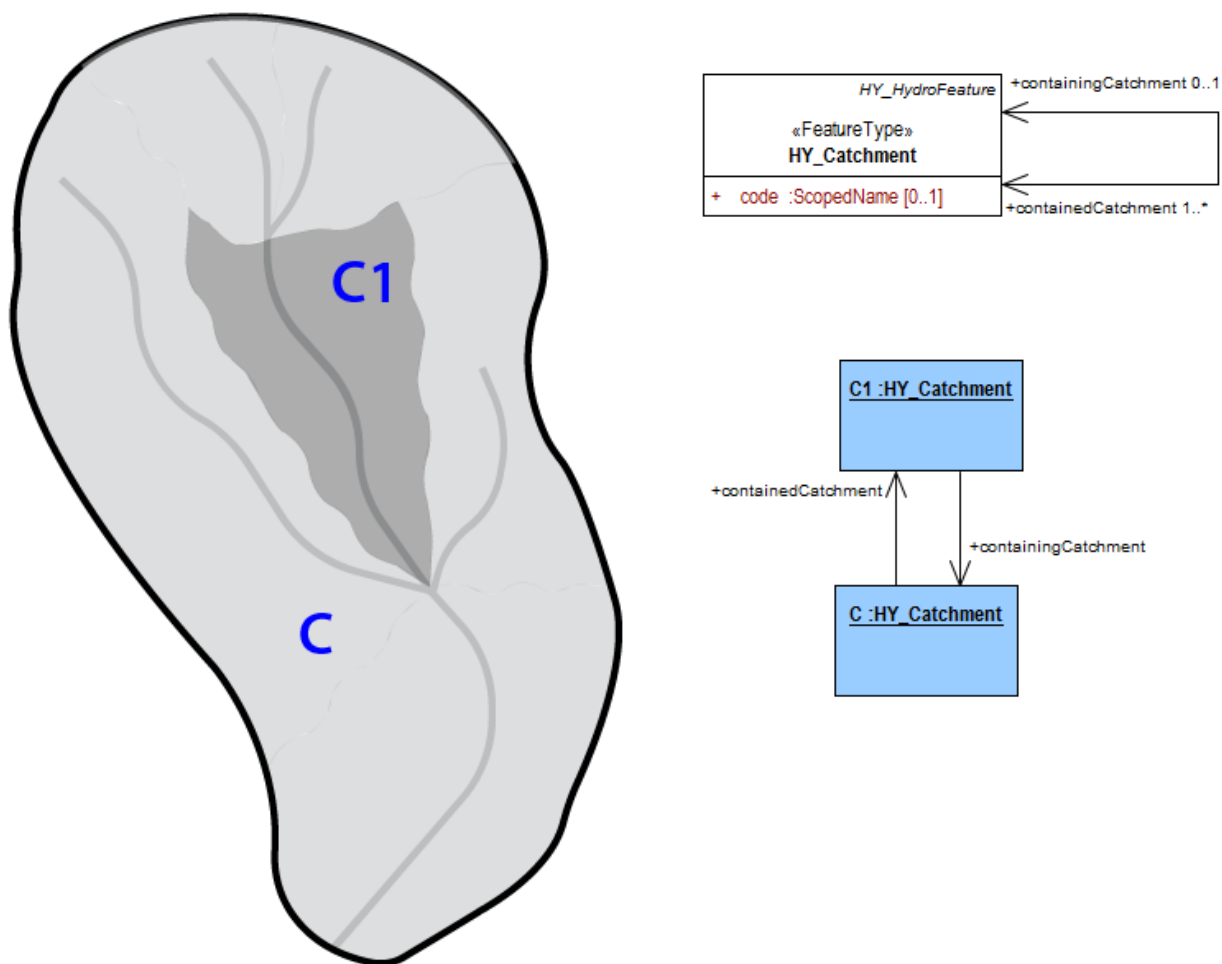 HY_HydroFeature
«FeatureType»
HY_Catchment
+ code :ScopedName [0..1]
+containingCatchment 0..1
+containedCatchment 1..*
C1
C
C1 :HY_Catchment
+containedCatchment
+containingCatchment
C :HY_Catchment